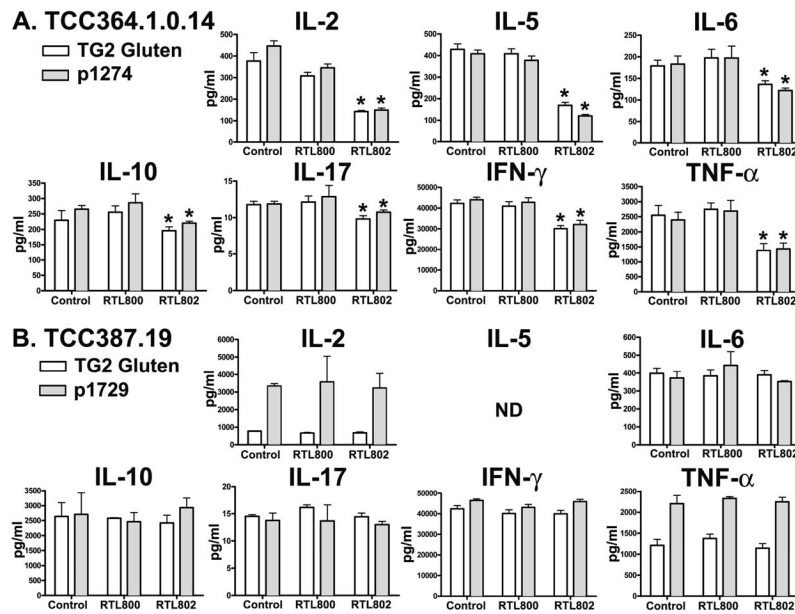 A. TCC364.1.0.14
TG2 Gluten
p1274
IL-2
pg/ml
500
400
300
200
100
0
* *
Control RTL800 RTL802
IL-5
pg/ml
500
400
300
200
100
0
* *
Control RTL800 RTL802
IL-6
pg/ml
250
200
150
100
50
0
* *
Control RTL800 RTL802
IL-10
pg/ml
350
300
250
200
150
100
50
0
* *
Control RTL800 RTL802
IL-17
pg/ml
15
10
5
0
* *
Control RTL800 RTL802
IFN-γ
pg/ml
50000
40000
30000
20000
10000
0
* *
Control RTL800 RTL802
TNF-α
pg/ml
3500
3000
2500
2000
1500
1000
500
0
* *
Control RTL800 RTL802
B. TCC387.19
TG2 Gluten
p1729
IL-2
pg/ml
6000
5000
4000
3000
2000
1000
0
Control RTL800 RTL802
IL-5
ND
IL-6
pg/ml
600
400
200
0
Control RTL800 RTL802
IL-10
pg/ml
3500
3000
2500
2000
1500
1000
500
0
Control RTL800 RTL802
IL-17
pg/ml
20
15
10
5
0
Control RTL800 RTL802
IFN-γ
pg/ml
50000
40000
30000
20000
10000
0
Control RTL800 RTL802
TNF-α
pg/ml
2500
2000
1500
1000
500
0
Control RTL800 RTL802